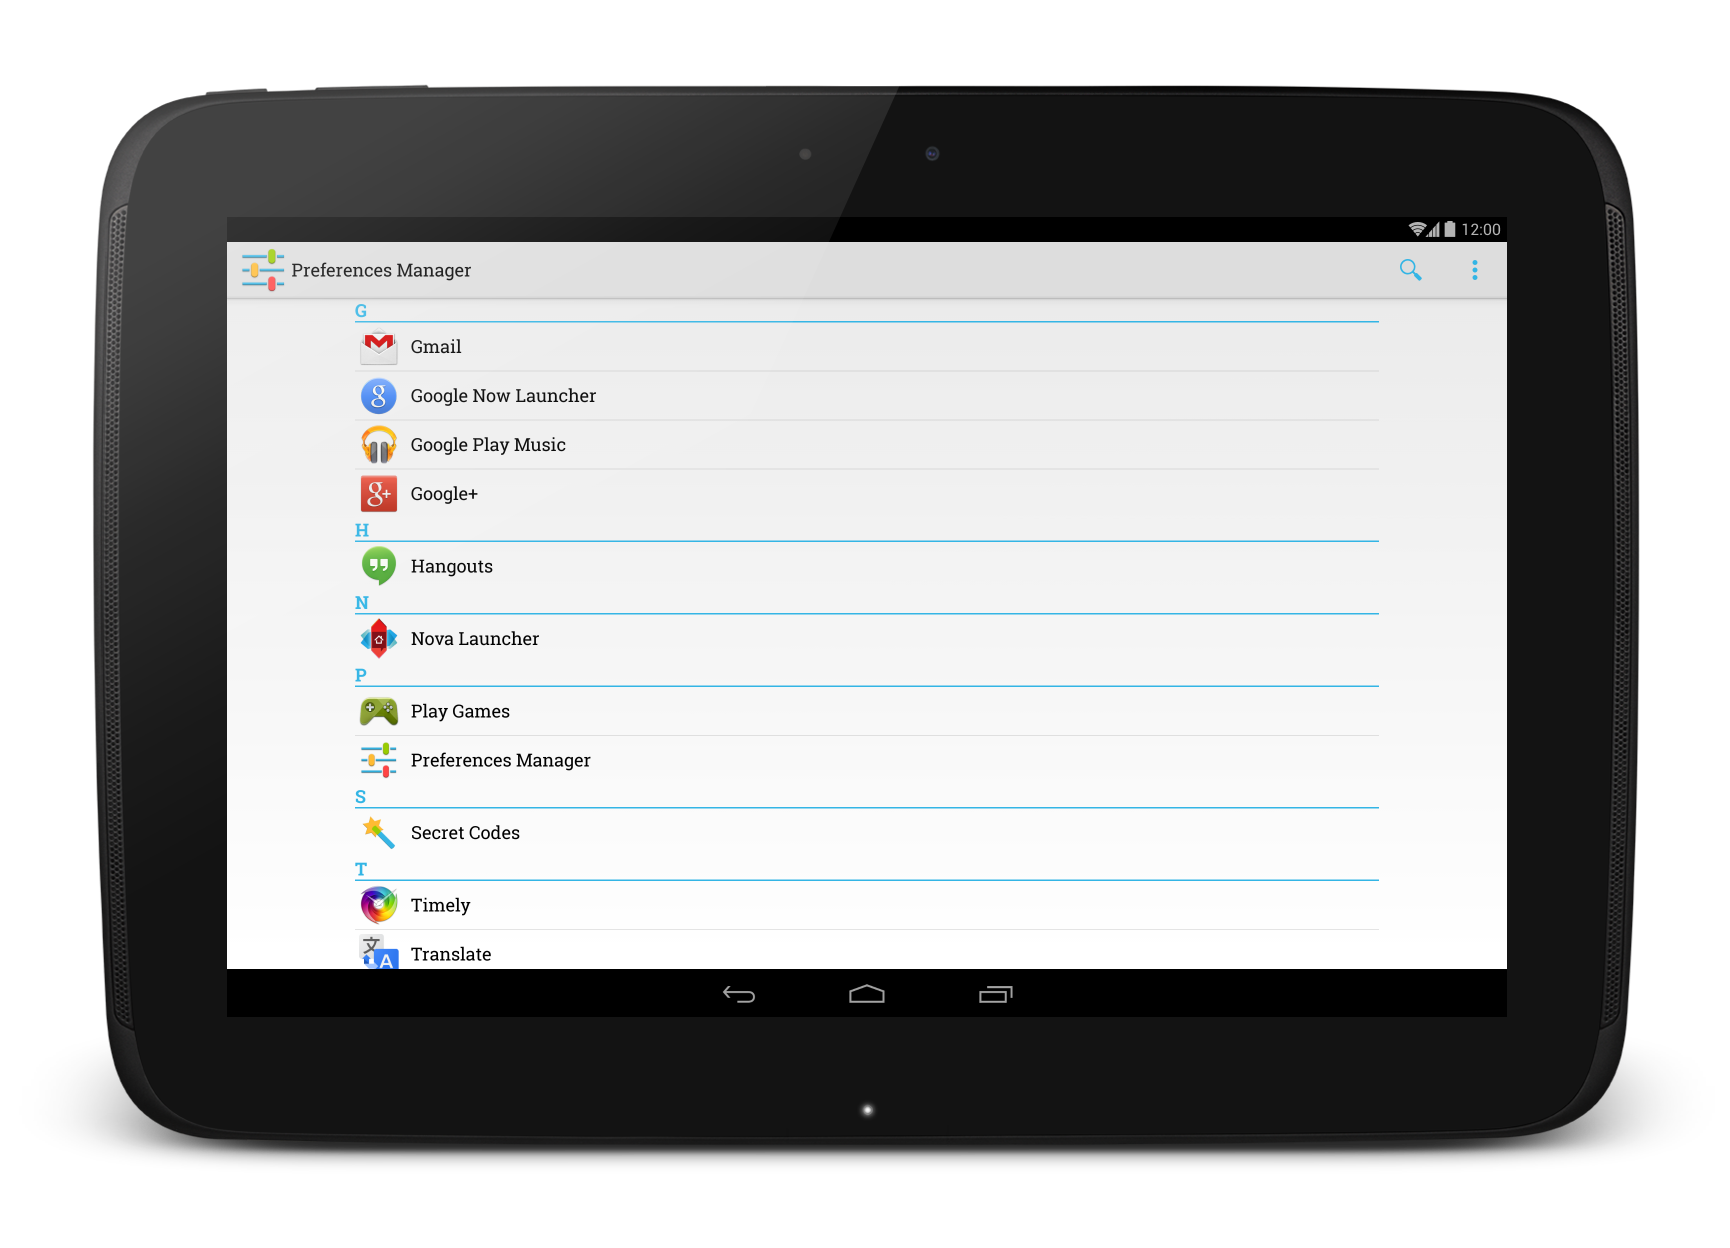 12:00
Preferences Manager
G
Gmail
Google Now Launcher
Google Play Music
Google+
H
Hangouts
N
Nova Launcher
P
Play Games
Preferences Manager
S
Secret Codes
T
Timely
Translate